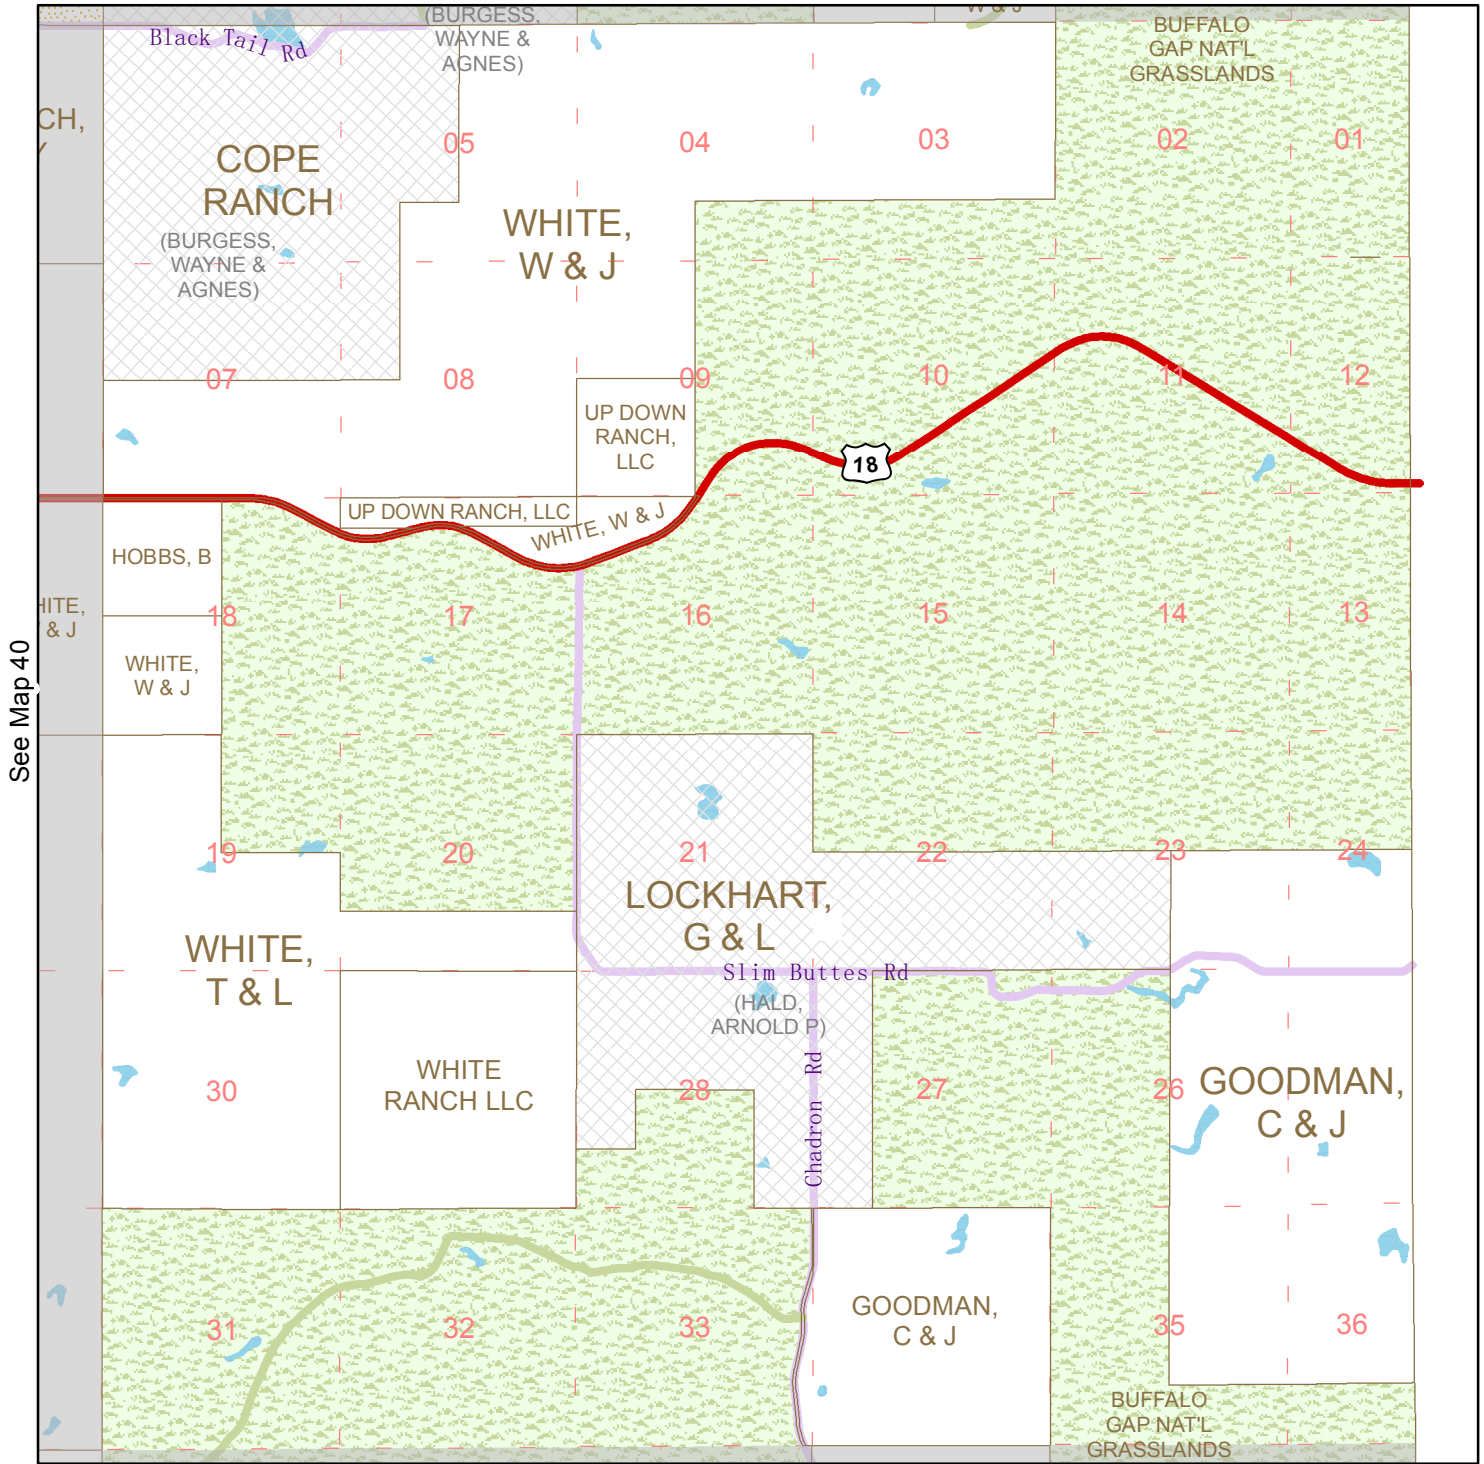 (BURGESS,
WAYNE &
AGNES)
W & J
BUFFALO
GAP NAT'L
GRASSLANDS
Black Tail Rd
CH,
05
04
03
02
01
COPE
RANCH
(BURGESS,
WAYNE &
AGNES)
WHITE,
W & J
07
08
09
10
11
12
UP DOWN
RANCH,
LLC
18
UP DOWN RANCH, LLC
WHITE, W & J
HOBBS, B
HITE,
& J
18
17
16
15
14
13
WHITE,
W & J
See Map 40
19
20
21
22
23
24
LOCKHART,
G & L
WHITE,
T & L
Slim Buttes Rd
(HALD,
ARNOLD P)
Chadron Rd
WHITE
RANCH LLC
30
28
27
26
GOODMAN,
C & J
GOODMAN,
C & J
31
32
33
35
36
BUFFALO
GAP NAT'L
GRASSLANDS